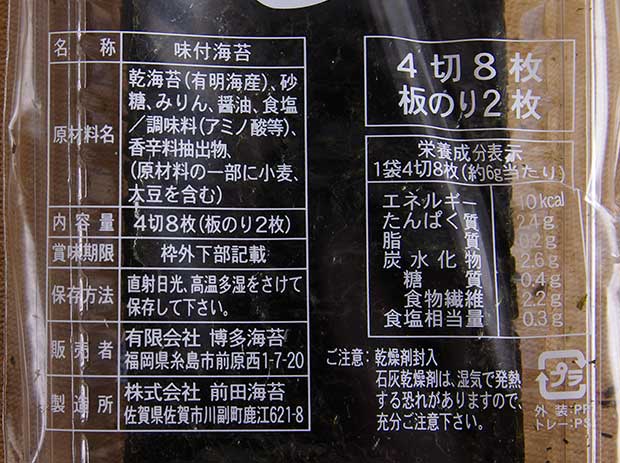 名称 味付海苔
原材料名 乾海苔(有明海産)、砂
糖、みりん、醤油、食塩
/調味料(アミノ酸等)、
香辛料抽出物、
(原材料の一部に小麦、
大豆を含む)
内容量 4切8枚(板のり2枚)
賞味期限 枠外下部記載
保存方法 直射日光、高温多湿をさけて
保存して下さい。
販売者 有限会社 博多海苔
福岡県糸島市前原西1-7-20
製造所 株式会社 前田海苔
佐賀県佐賀市川副町鹿江621-8
4切8枚
板のり2枚
栄養成分表示
1袋4切8枚(約6g当たり)
エネルギー 10kcal
たんぱく質 2.4g
脂質 0.2g
炭水化物 2.6g
糖質 0.4g
食物繊維 2.2g
食塩相当量 0.3g
ご注意:乾燥剤封入
石灰乾燥剤は、湿気で発熱
する恐れがありますので、
充分ご注意下さい。
プラ
外装:PP
トレー:PS